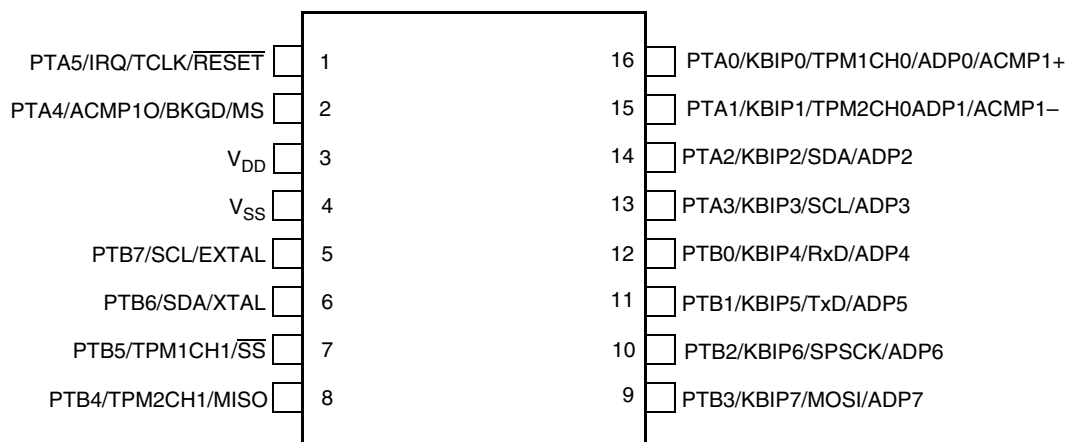 PTA5/IRQ/TCLK/RESET 1 16 PTA0/KBIP0/TPM1CH0/ADP0/ACMP1+
PTA4/ACMP1O/BKGD/MS 2 15 PTA1/KBIP1/TPM2CH0ADP1/ACMP1–
VDD 3 14 PTA2/KBIP2/SDA/ADP2
VSS 4 13 PTA3/KBIP3/SCL/ADP3
PTB7/SCL/EXTAL 5 12 PTB0/KBIP4/RxD/ADP4
PTB6/SDA/XTAL 6 11 PTB1/KBIP5/TxD/ADP5
PTB5/TPM1CH1/SS 7 10 PTB2/KBIP6/SPSCK/ADP6
PTB4/TPM2CH1/MISO 8 9 PTB3/KBIP7/MOSI/ADP7